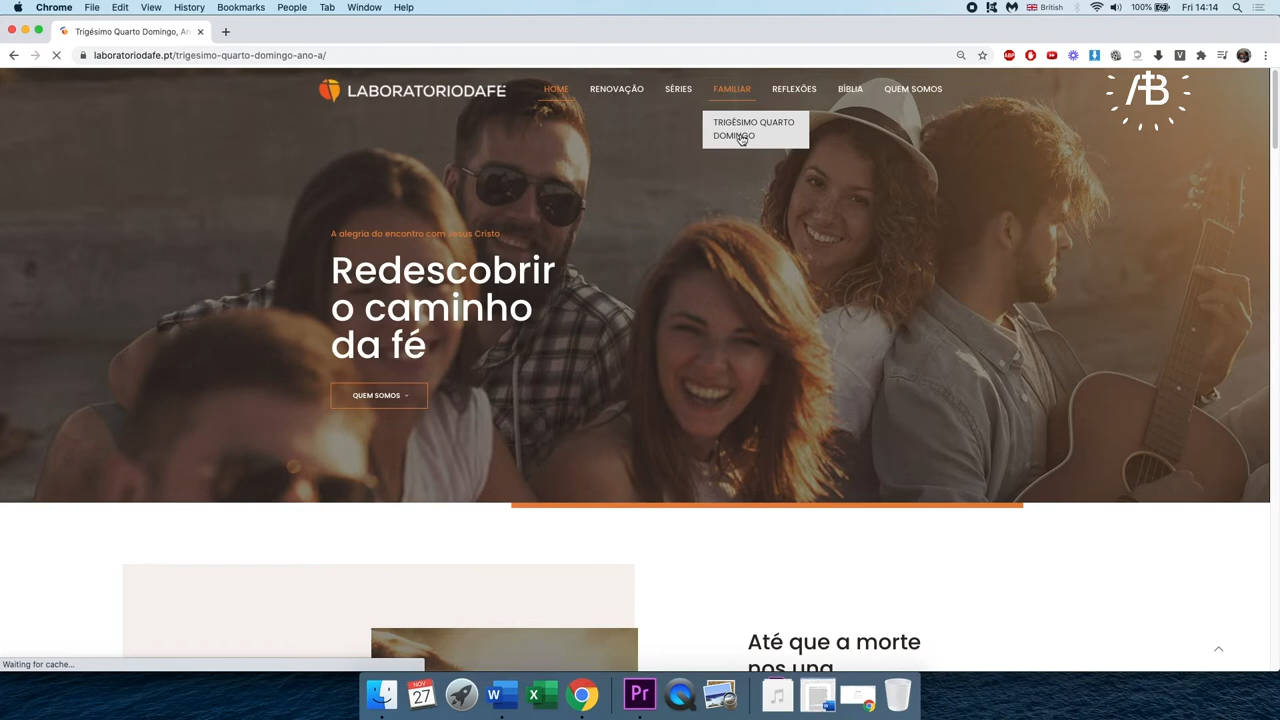 Chrome File Edit View History Bookmarks People Tab Window Help British 100% Fri 14:14
Trigésimo Quarto Domingo, An
laboratoriodafe.pt/trigesimo-quarto-domingo-ano-a/
LABORATORIODAFE HOME RENOVAÇÃO SÉRIES FAMILIAR REFLEXÕES BÍBLIA QUEM SOMOS
TRIGÉSIMO QUARTO
DOMINGO
A alegria do encontro com Jesus Cristo
Redescobrir
o caminho
da fé
QUEM SOMOS
Até que a morte
nos una
Waiting for cache...
NOV
27
W X Pr